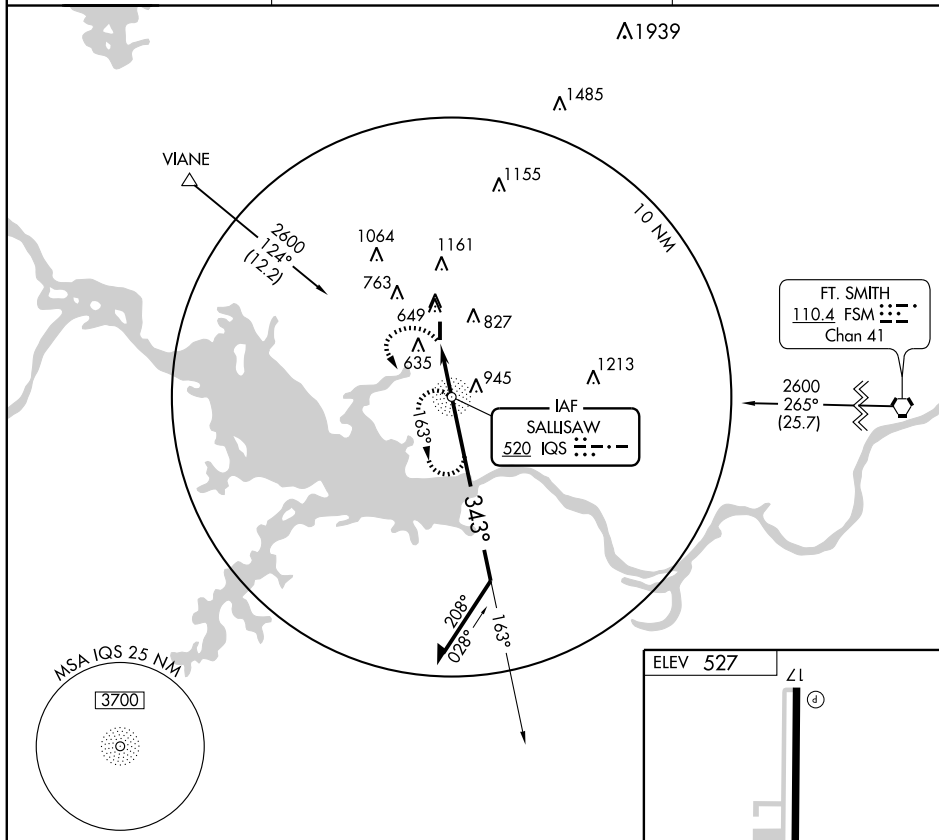 1939
1485
1155
10 NM
VIANE
2600
124°
(12.2)
1064
1161
763
649
827
635
945
1213
FT. SMITH
110.4 FSM
Chan 41
2600
265°
(25.7)
IAF
SALLISAW
520 IQS
163°
343°
208°
028°
163°
MSA IQS 25 NM
3700
ELEV 527
17
P